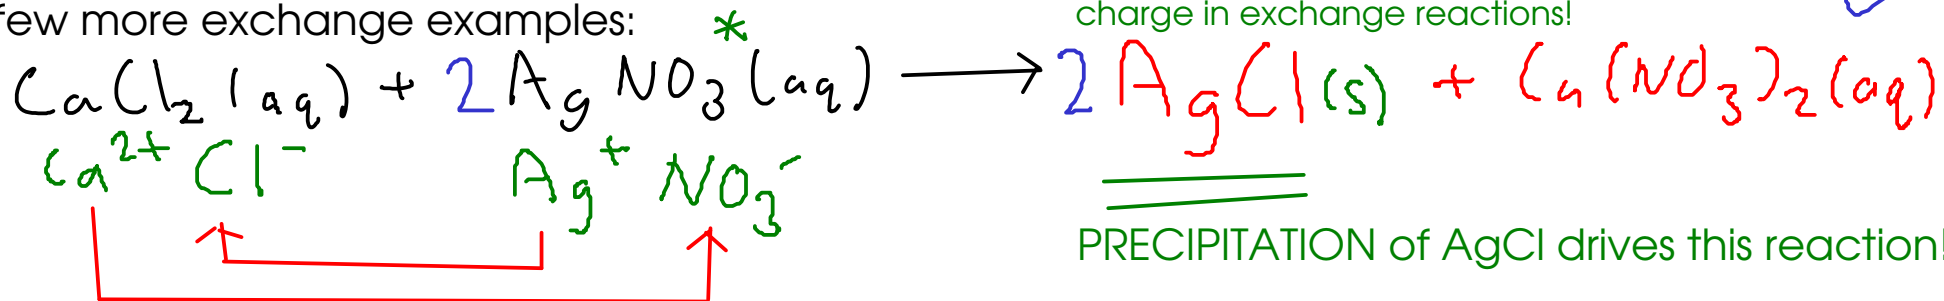 few more exchange examples: *
charge in exchange reactions!
CaCl₂(aq) + 2AgNO₃(aq) ⟶ 2AgCl(s) + Ca(NO₃)₂(aq)
Ca²⁺ Cl⁻ Ag⁺ NO₃⁻
PRECIPITATION of AgCl drives this reaction!